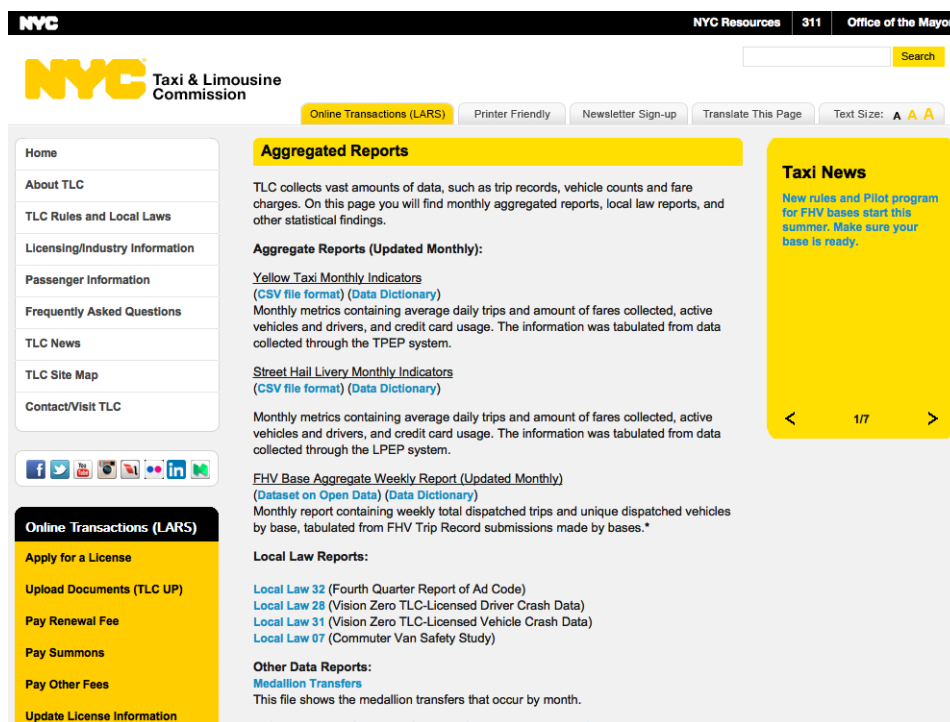 NYC
NYC Resources
311
Office of the Mayor
NYC
Taxi & Limousine
Commission
Search
Online Transactions (LARS)
Printer Friendly
Newsletter Sign-up
Translate This Page
Text Size: A A A
Home
About TLC
TLC Rules and Local Laws
Licensing/Industry Information
Passenger Information
Frequently Asked Questions
TLC News
TLC Site Map
Contact/Visit TLC
Online Transactions (LARS)
Apply for a License
Upload Documents (TLC UP)
Pay Renewal Fee
Pay Summons
Pay Other Fees
Update License Information
Aggregated Reports
TLC collects vast amounts of data, such as trip records, vehicle counts and fare
charges. On this page you will find monthly aggregated reports, local law reports, and
other statistical findings.
Aggregate Reports (Updated Monthly):
Yellow Taxi Monthly Indicators
(CSV file format) (Data Dictionary)
Monthly metrics containing average daily trips and amount of fares collected, active
vehicles and drivers, and credit card usage. The information was tabulated from data
collected through the TPEP system.
Street Hail Livery Monthly Indicators
(CSV file format) (Data Dictionary)
Monthly metrics containing average daily trips and amount of fares collected, active
vehicles and drivers, and credit card usage. The information was tabulated from data
collected through the LPEP system.
FHV Base Aggregate Weekly Report (Updated Monthly)
(Dataset on Open Data) (Data Dictionary)
Monthly report containing weekly total dispatched trips and unique dispatched vehicles
by base, tabulated from FHV Trip Record submissions made by bases.*
Local Law Reports:
Local Law 32 (Fourth Quarter Report of Ad Code)
Local Law 28 (Vision Zero TLC-Licensed Driver Crash Data)
Local Law 31 (Vision Zero TLC-Licensed Vehicle Crash Data)
Local Law 07 (Commuter Van Safety Study)
Other Data Reports:
Medallion Transfers
This file shows the medallion transfers that occur by month.
Taxi News
New rules and Pilot program
for FHV bases start this
summer. Make sure your
base is ready.
< 1/7 >